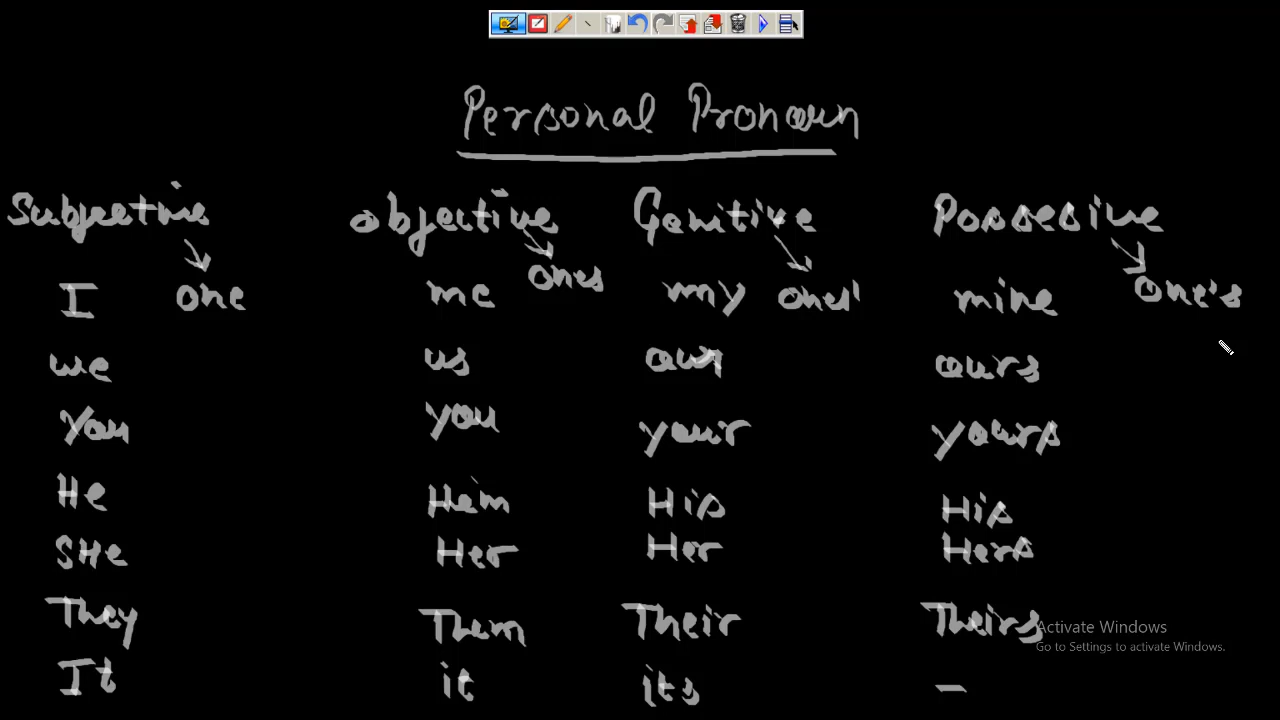 Personal Pronoun
Subjective objective Genitive Possesive
one ones ones' one's
I me my mine
we us our ours
You you your yours
He Him His His
SHe Her Her Hers
They Them Their Theirs
It it its —
Activate Windows
Go to Settings to activate Windows.